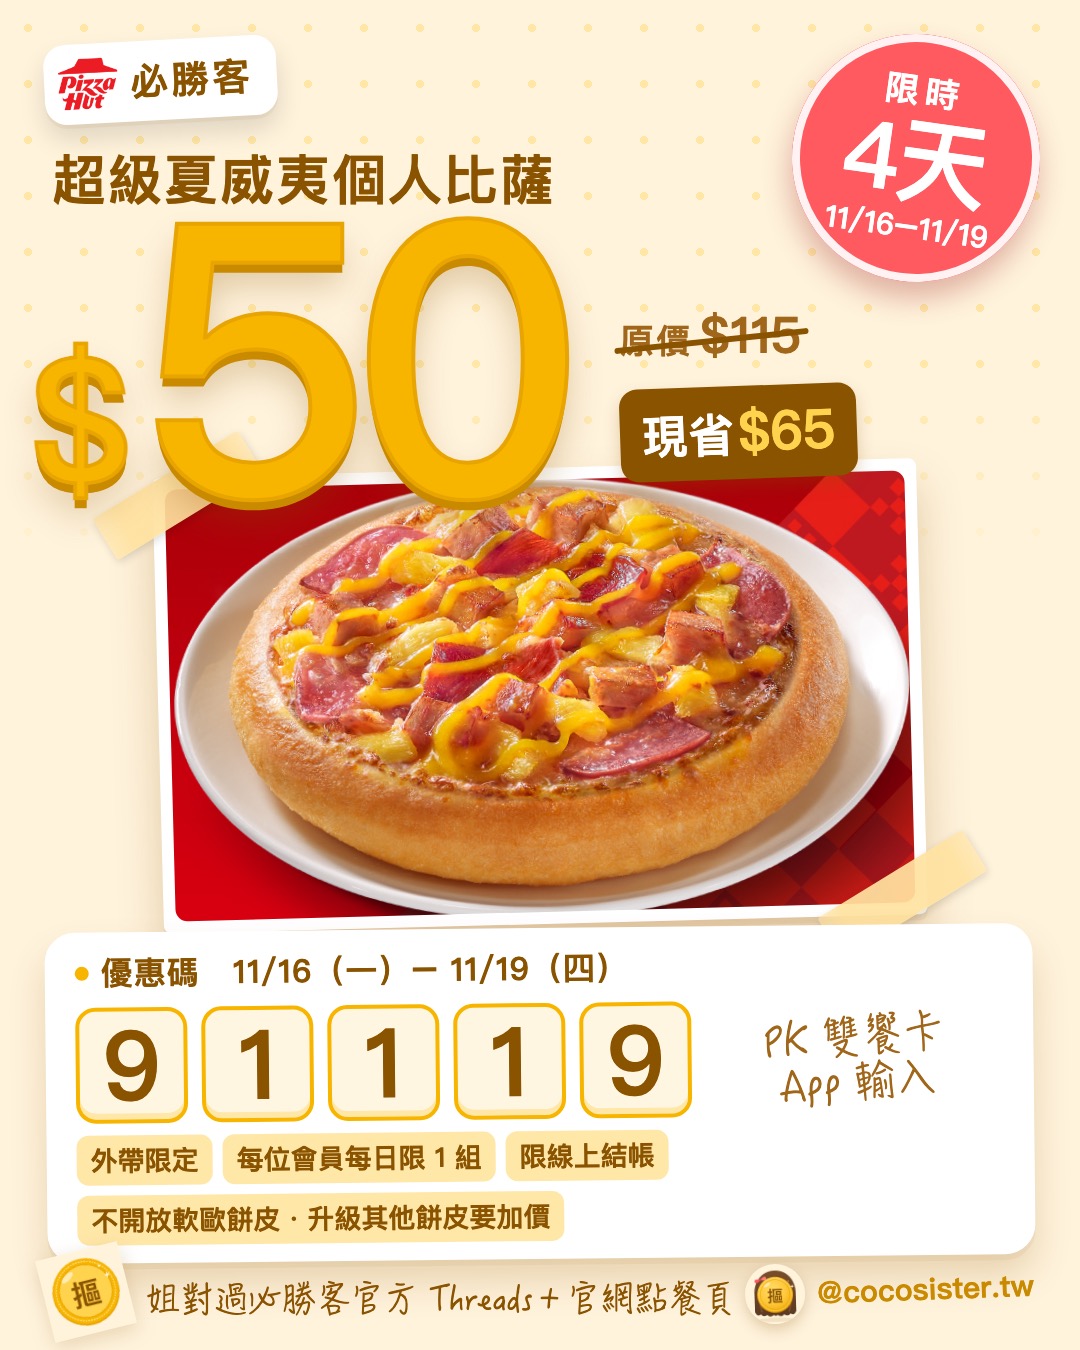 Pizza Hut 必勝客
限時
4天
11/16–11/19
超級夏威夷個人比薩
$50
原價 $115
現省 $65
優惠碼 11/16（一）– 11/19（四）
9 1 1 1 9
PK 雙饗卡
App 輸入
外帶限定 每位會員每日限 1 組 限線上結帳
不開放軟歐餅皮 · 升級其他餅皮要加價
摳 姐對過必勝客官方 Threads + 官網點餐頁 摳 @cocosister.tw